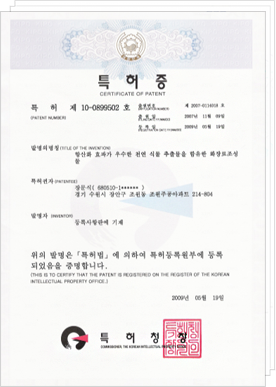 특허증
CERTIFICATE OF PATENT
특 허 제 10-0899502 호
(PATENT NUMBER)
출원번호 제 2007-0114018 호
출원일 2007년 11월 09일
등록일 2009년 05월 19일
발명의명칭 (TITLE OF THE INVENTION)
항산화 효과가 우수한 천연 식물 추출물을 함유한 화장료조성
물
특허권자 (PATENTEE)
(680510-1******)
경기 수원시 장안구 조원동 조원주공아파트 214-804
발명자 (INVENTOR)
등록사항란에 기재
위의 발명은 「특허법」에 의하여 특허등록원부에 등록
되었음을 증명합니다.
(THIS IS TO CERTIFY THAT THE PATENT IS REGISTERED ON THE REGISTER OF THE KOREAN
INTELLECTUAL PROPERTY OFFICE.)
2009년 05월 19일
특허청장
COMMISSIONER, THE KOREAN INTELLECTUAL PROPERTY OFFICE